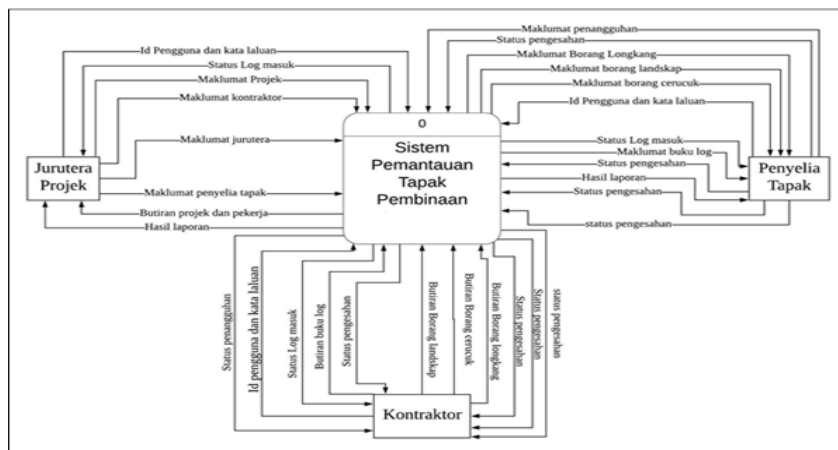 Maklumat penangguhan
Status pengesahan
Maklumat Borang Longkang
Maklumat borang landskap
Maklumat borang cerucuk
Id Pengguna dan kata laluan
Id Pengguna dan kata laluan
Status Log masuk
Maklumat Projek
Maklumat kontraktor
Maklumat jurutera
Maklumat penyelia tapak
Butiran projek dan pekerja
Hasil laporan
Jurutera
Projek
0
Sistem
Pemantauan
Tapak
Pembinaan
Status Log masuk
Maklumat buku log
Status pengesahan
Hasil laporan
Status pengesahan
status pengesahan
Penyelia
Tapak
Status penangguhan
Id pengguna dan kata laluan
Status Log masuk
Butiran buku log
Status pengesahan
Butiran Borang landskap
Butiran Borang cerucuk
Butiran Borang longkang
Status pengesahan
Status pengesahan
status pengesahan
Kontraktor